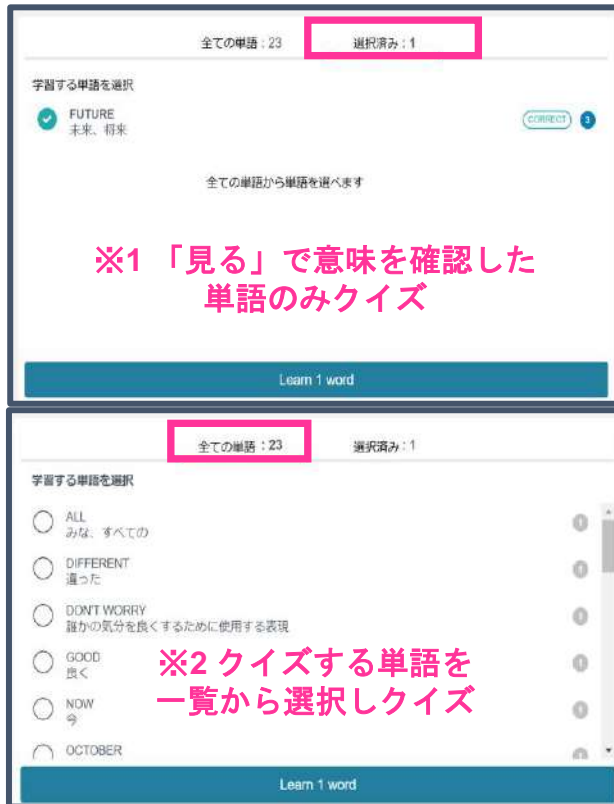 全ての単語：23 選択済み：1
学習する単語を選択
FUTURE
未来、将来
CORRECT 3
全ての単語から単語を選べます
※1 「見る」で意味を確認した
単語のみクイズ
Learn 1 word
全ての単語：23 選択済み：1
学習する単語を選択
ALL
みな、すべての
DIFFERENT
違った
DON'T WORRY
誰かの気分を良くするために使用する表現
GOOD
良く
※2 クイズする単語を
NOW
今
一覧から選択しクイズ
OCTOBER
Learn 1 word